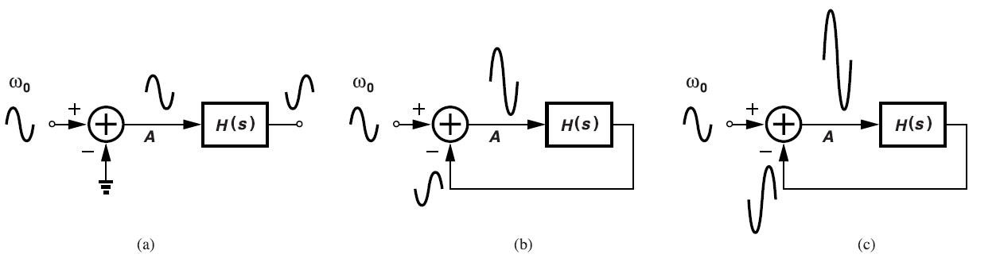 ω0 ω0 ω0
+ + +
+ H(s) + H(s) + H(s)
A A A
− − −
(a) (b) (c)